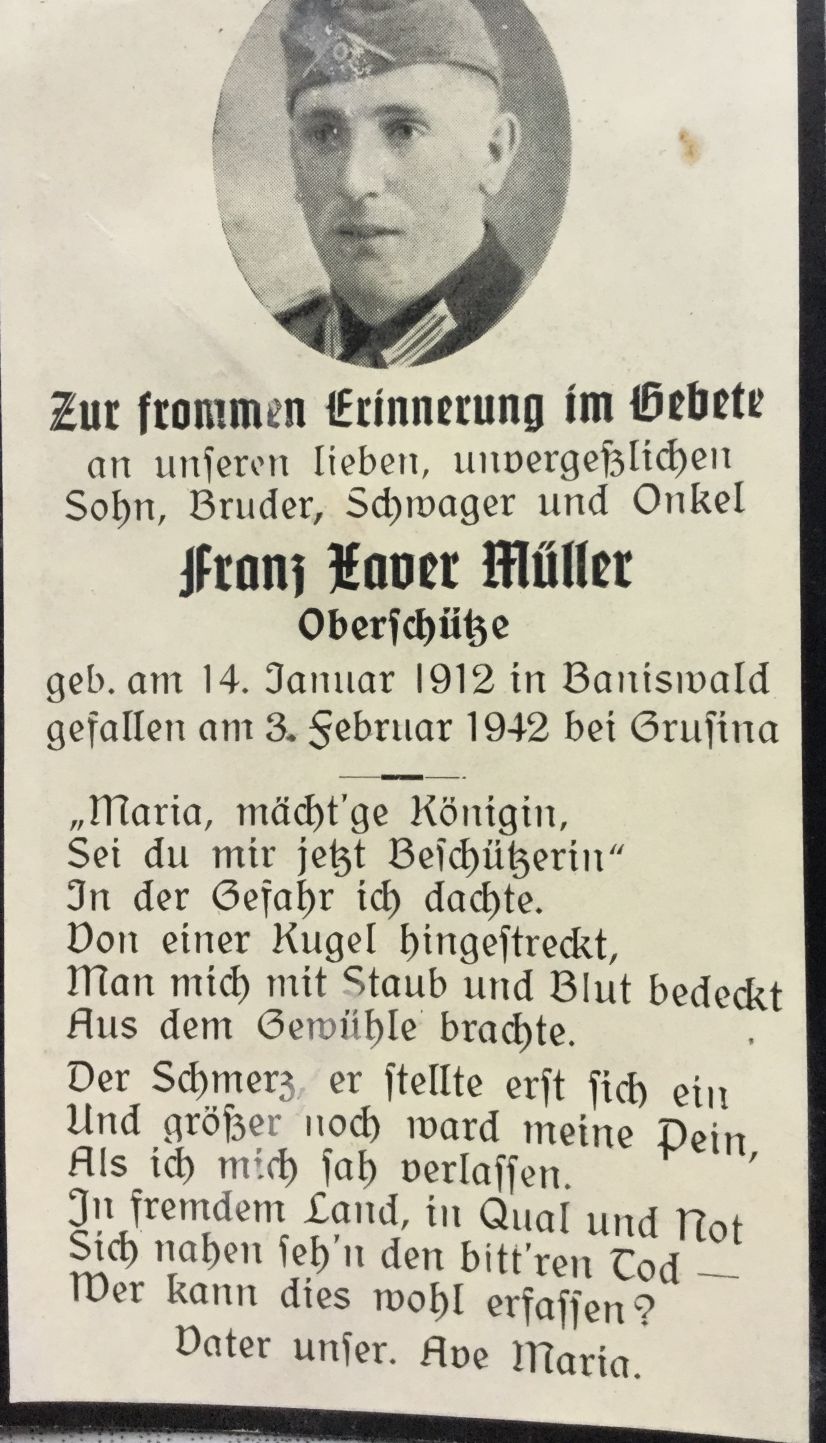 Zur frommen Erinnerung im Gebete
an unseren lieben, unvergeßlichen
Sohn, Bruder, Schwager und Onkel
Franz Xaver Müller
Oberschütze
geb. am 14. Januar 1912 in Baniswald
gefallen am 3. Februar 1942 bei Grusina
„Maria, mächt'ge Königin,
Sei du mir jetzt Beschützerin“
In der Gefahr ich dachte.
Von einer Kugel hingestreckt,
Man mich mit Staub und Blut bedeckt
Aus dem Gewühle brachte.
Der Schmerz, er stellte erst sich ein
Und größer noch ward meine Pein,
Als ich mich sah verlassen.
In fremdem Land, in Qual und Not
Sich nahen seh'n den bitt'ren Tod —
Wer kann dies wohl erfassen?
Vater unser. Ave Maria.